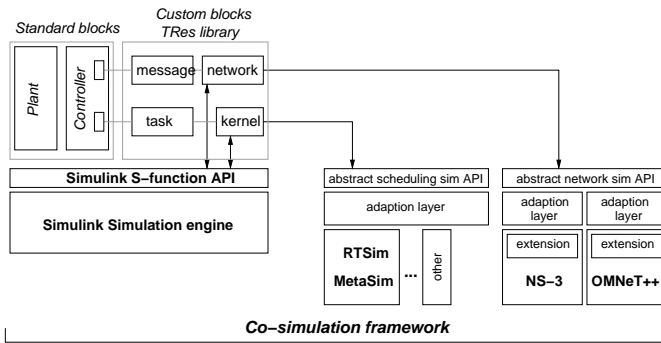 Standard blocks
Custom blocks
TRes library
Plant
Controller
message
network
task
kernel
Simulink S−function API
Simulink Simulation engine
abstract scheduling sim API
adaption layer
RTSim
MetaSim
...
other
abstract network sim API
adaption
layer
adaption
layer
extension
extension
NS−3
OMNeT++
Co−simulation framework